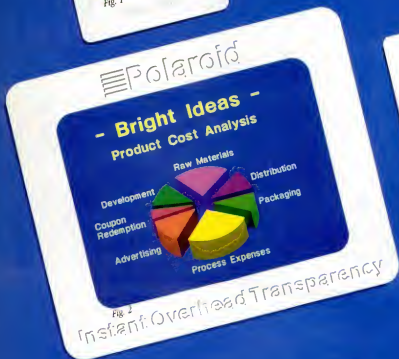 Fig. 1
Polaroid
- Bright Ideas -
Product Cost Analysis
Raw Materials
Distribution
Development
Packaging
Coupon
Redemption
Advertising
Process Expenses
Fig. 2
Instant Overhead Transparency